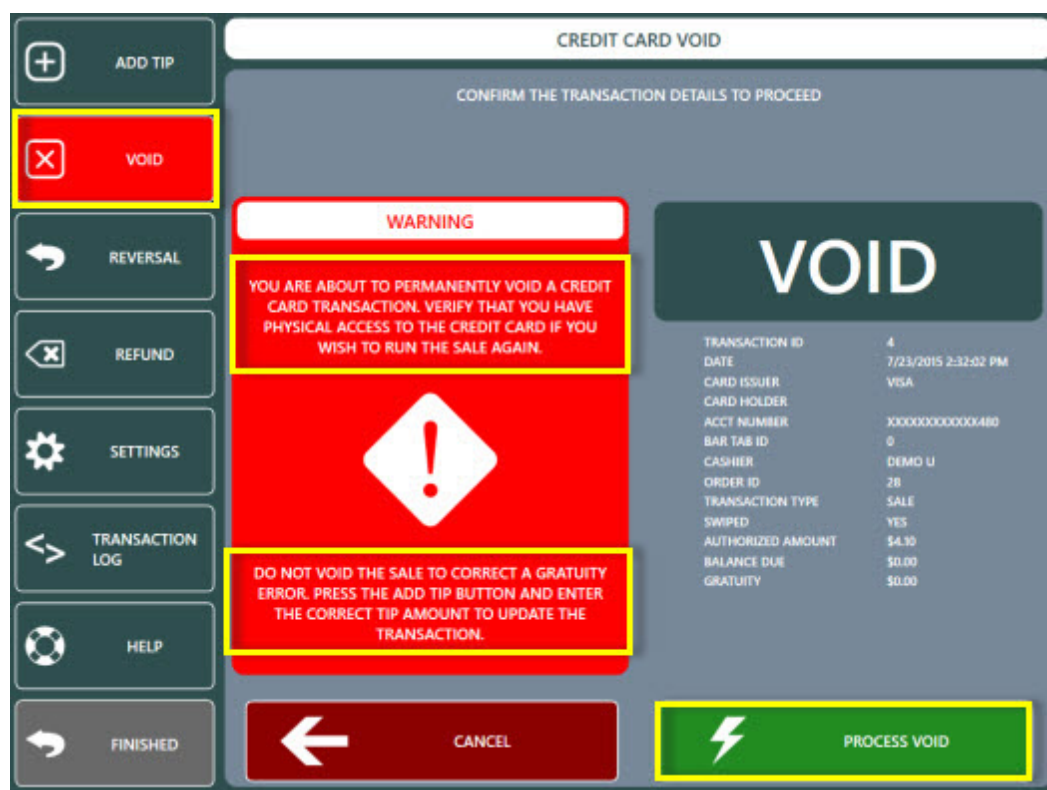 ADD TIP
VOID
REVERSAL
REFUND
SETTINGS
TRANSACTION
LOG
HELP
FINISHED
CREDIT CARD VOID
CONFIRM THE TRANSACTION DETAILS TO PROCEED
WARNING
YOU ARE ABOUT TO PERMANENTLY VOID A CREDIT
CARD TRANSACTION. VERIFY THAT YOU HAVE
PHYSICAL ACCESS TO THE CREDIT CARD IF YOU
WISH TO RUN THE SALE AGAIN.
DO NOT VOID THE SALE TO CORRECT A GRATUITY
ERROR. PRESS THE ADD TIP BUTTON AND ENTER
THE CORRECT TIP AMOUNT TO UPDATE THE
TRANSACTION.
VOID
TRANSACTION ID 4
DATE 7/23/2015 2:32:02 PM
CARD ISSUER VISA
CARD HOLDER
ACCT NUMBER XXXXXXXXXXXXX480
BAR TAB ID 0
CASHIER DEMO U
ORDER ID 28
TRANSACTION TYPE SALE
SWIPED YES
AUTHORIZED AMOUNT $4.10
BALANCE DUE $0.00
GRATUITY $0.00
CANCEL
PROCESS VOID